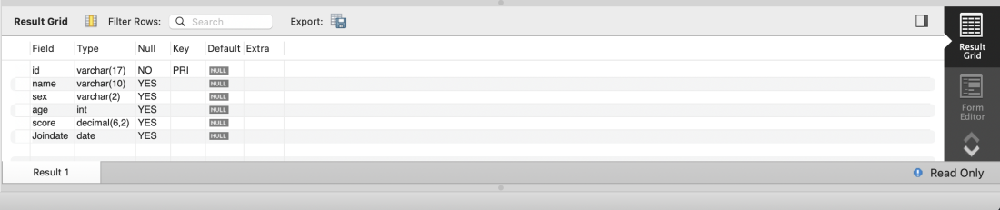 Result Grid Filter Rows: Search Export:
Field Type Null Key Default Extra
id varchar(17) NO PRI NULL
name varchar(10) YES NULL
sex varchar(2) YES NULL
age int YES NULL
score decimal(6,2) YES NULL
Joindate date YES NULL
Result
Grid
Form
Editor
Result 1 Read Only